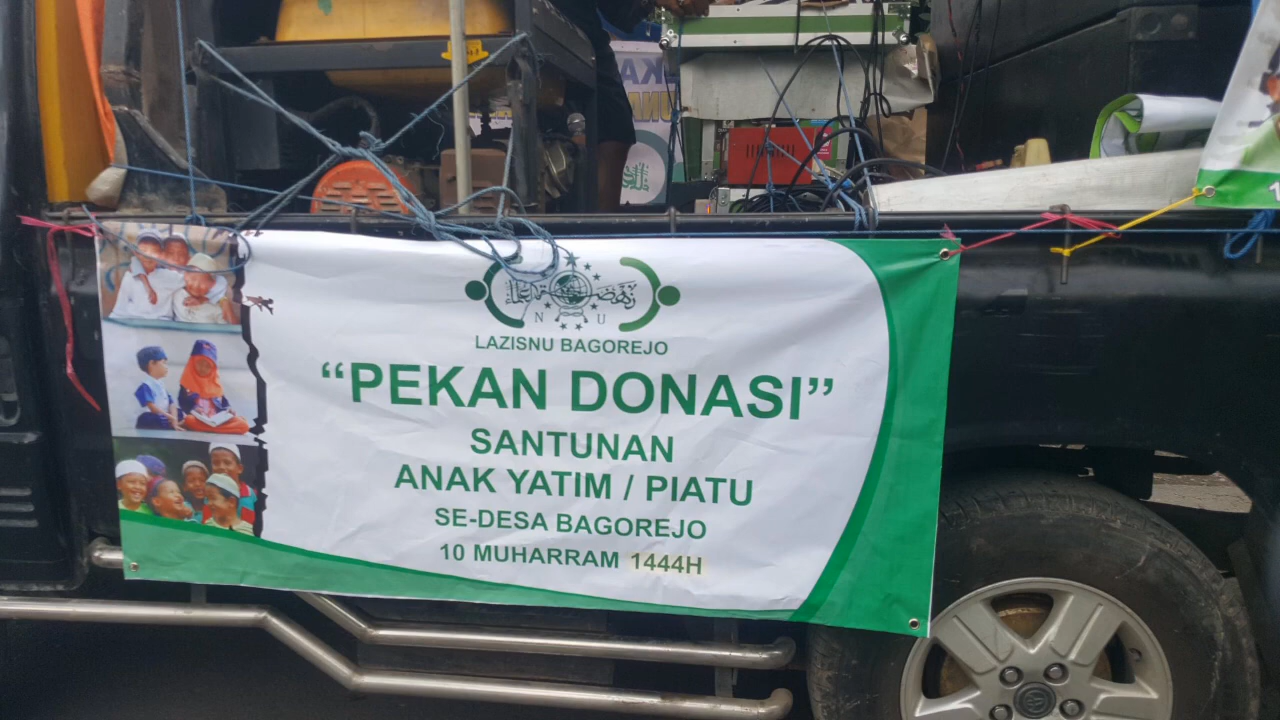 N U
LAZISNU BAGOREJO
“PEKAN DONASI”
SANTUNAN
ANAK YATIM / PIATU
SE-DESA BAGOREJO
10 MUHARRAM 1444H